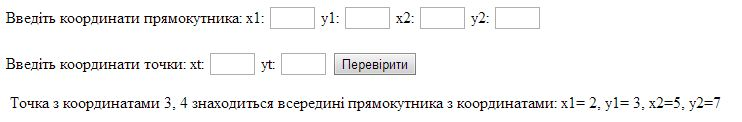 Введіть координати прямокутника: x1: y1: x2: y2:
Введіть координати точки: xt: yt: Перевірити
Точка з координатами 3, 4 знаходиться всередині прямокутника з координатами: x1= 2, y1= 3, x2=5, y2=7